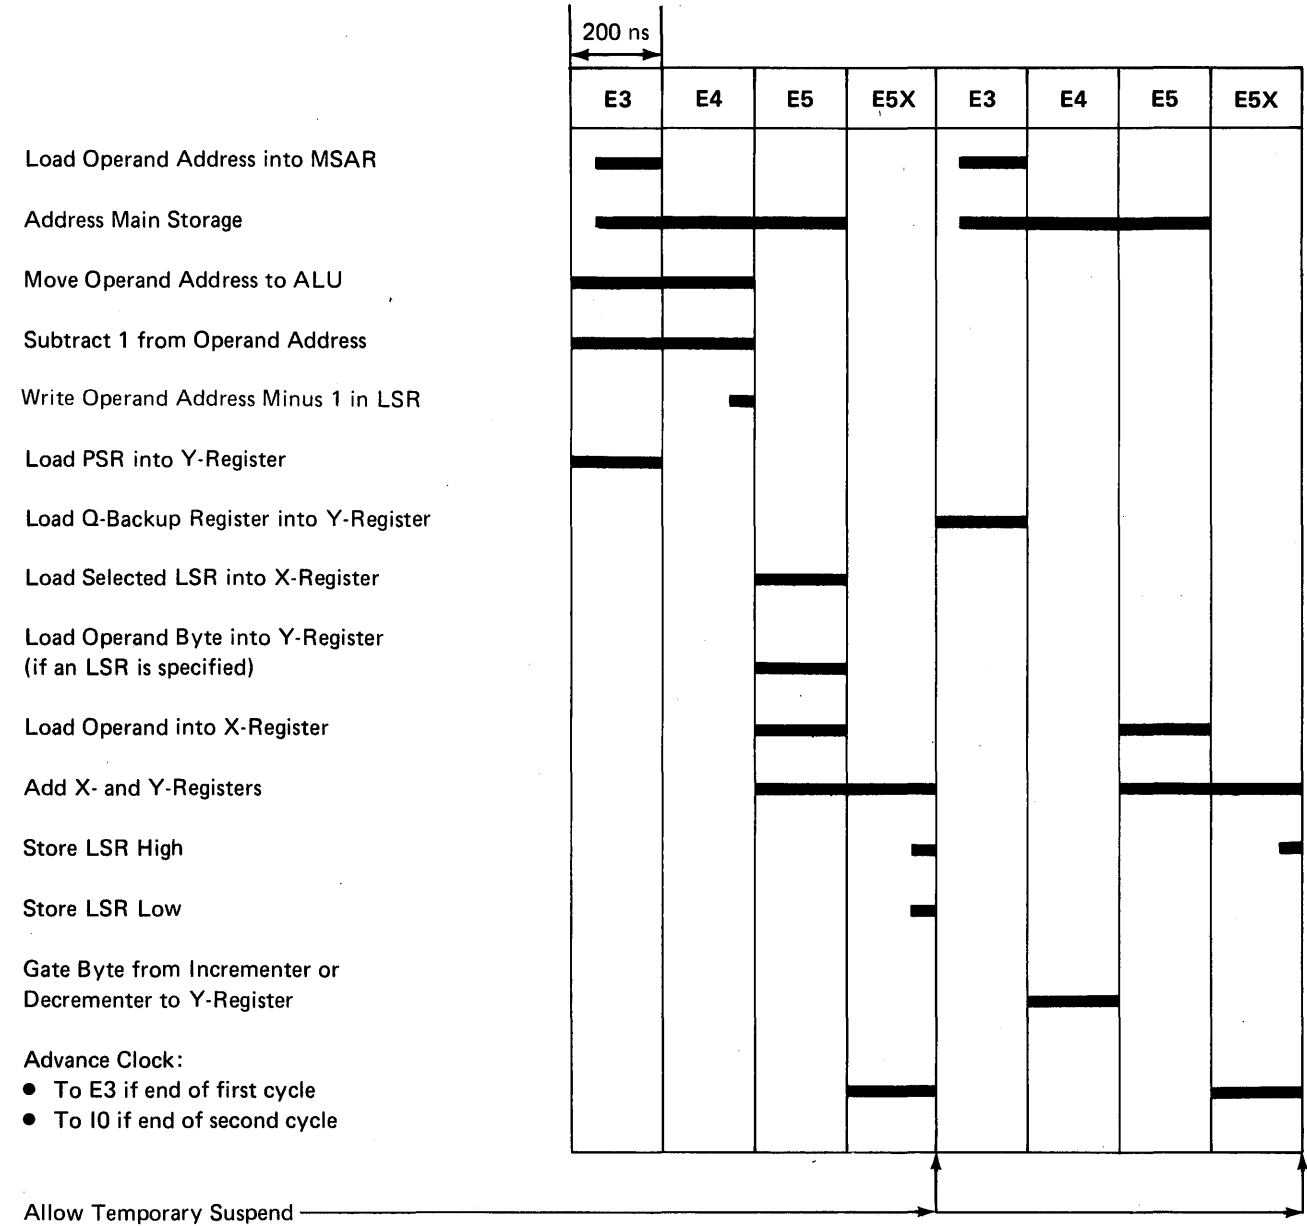 200 ns
E3 E4 E5 E5X E3 E4 E5 E5X
Load Operand Address into MSAR
Address Main Storage
Move Operand Address to ALU
Subtract 1 from Operand Address
Write Operand Address Minus 1 in LSR
Load PSR into Y-Register
Load Q-Backup Register into Y-Register
Load Selected LSR into X-Register
Load Operand Byte into Y-Register
(if an LSR is specified)
Load Operand into X-Register
Add X- and Y-Registers
Store LSR High
Store LSR Low
Gate Byte from Incrementer or
Decrementer to Y-Register
Advance Clock:
● To E3 if end of first cycle
● To I0 if end of second cycle
Allow Temporary Suspend